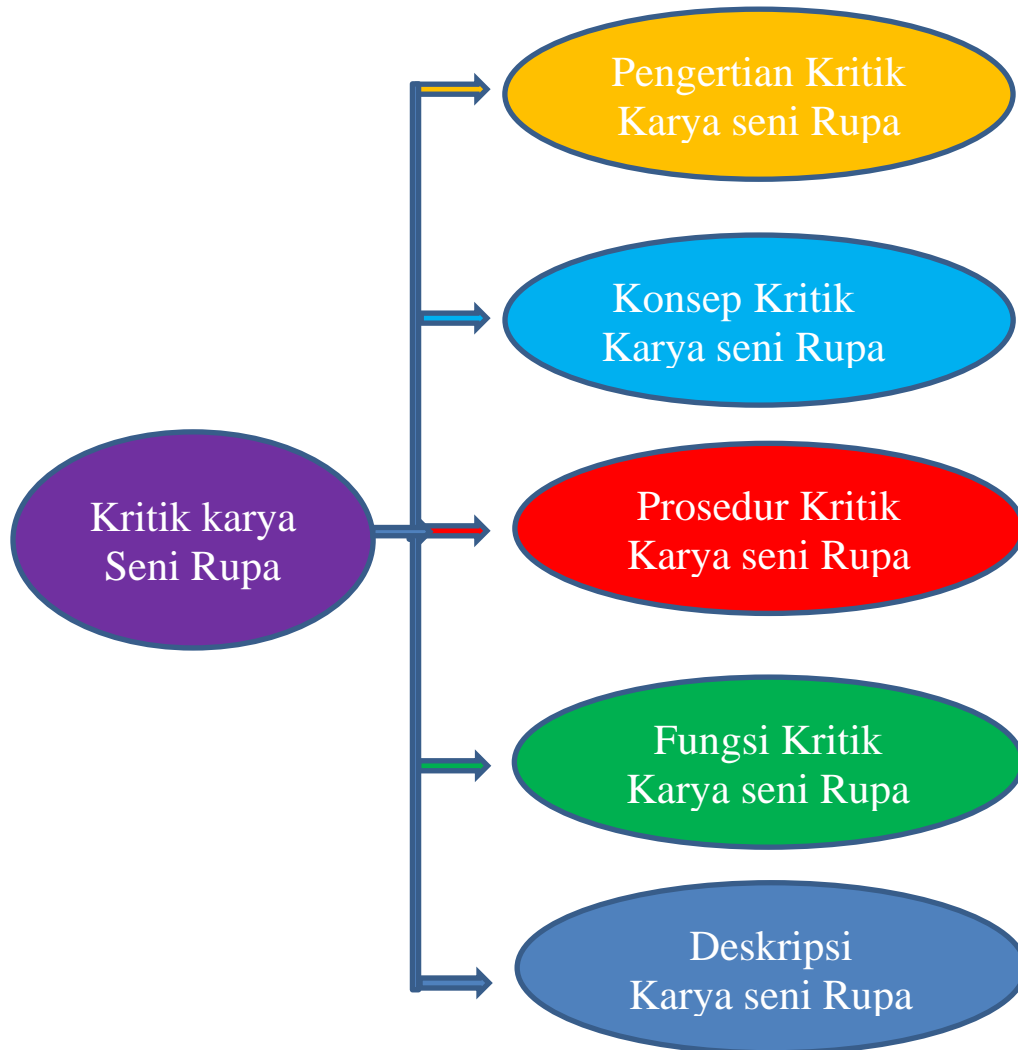 Pengertian Kritik
Karya seni Rupa
Konsep Kritik
Karya seni Rupa
Kritik karya
Seni Rupa
Prosedur Kritik
Karya seni Rupa
Fungsi Kritik
Karya seni Rupa
Deskripsi
Karya seni Rupa